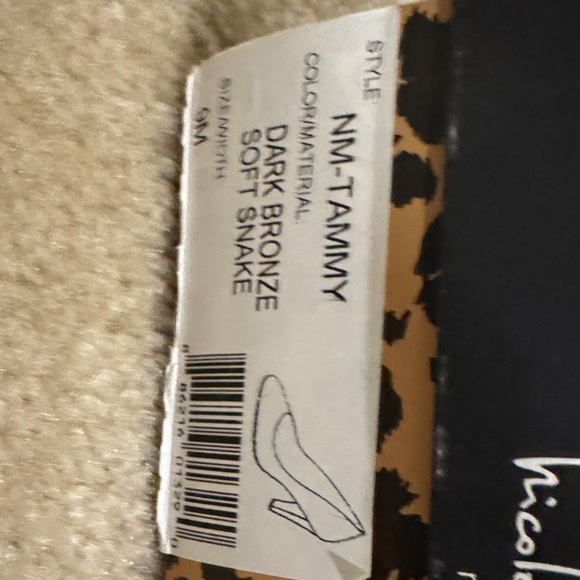 STYLE
NM-TAMMY
COLOR/MATERIAL
DARK BRONZE
SOFT SNAKE
SIZE/WIDTH
9M